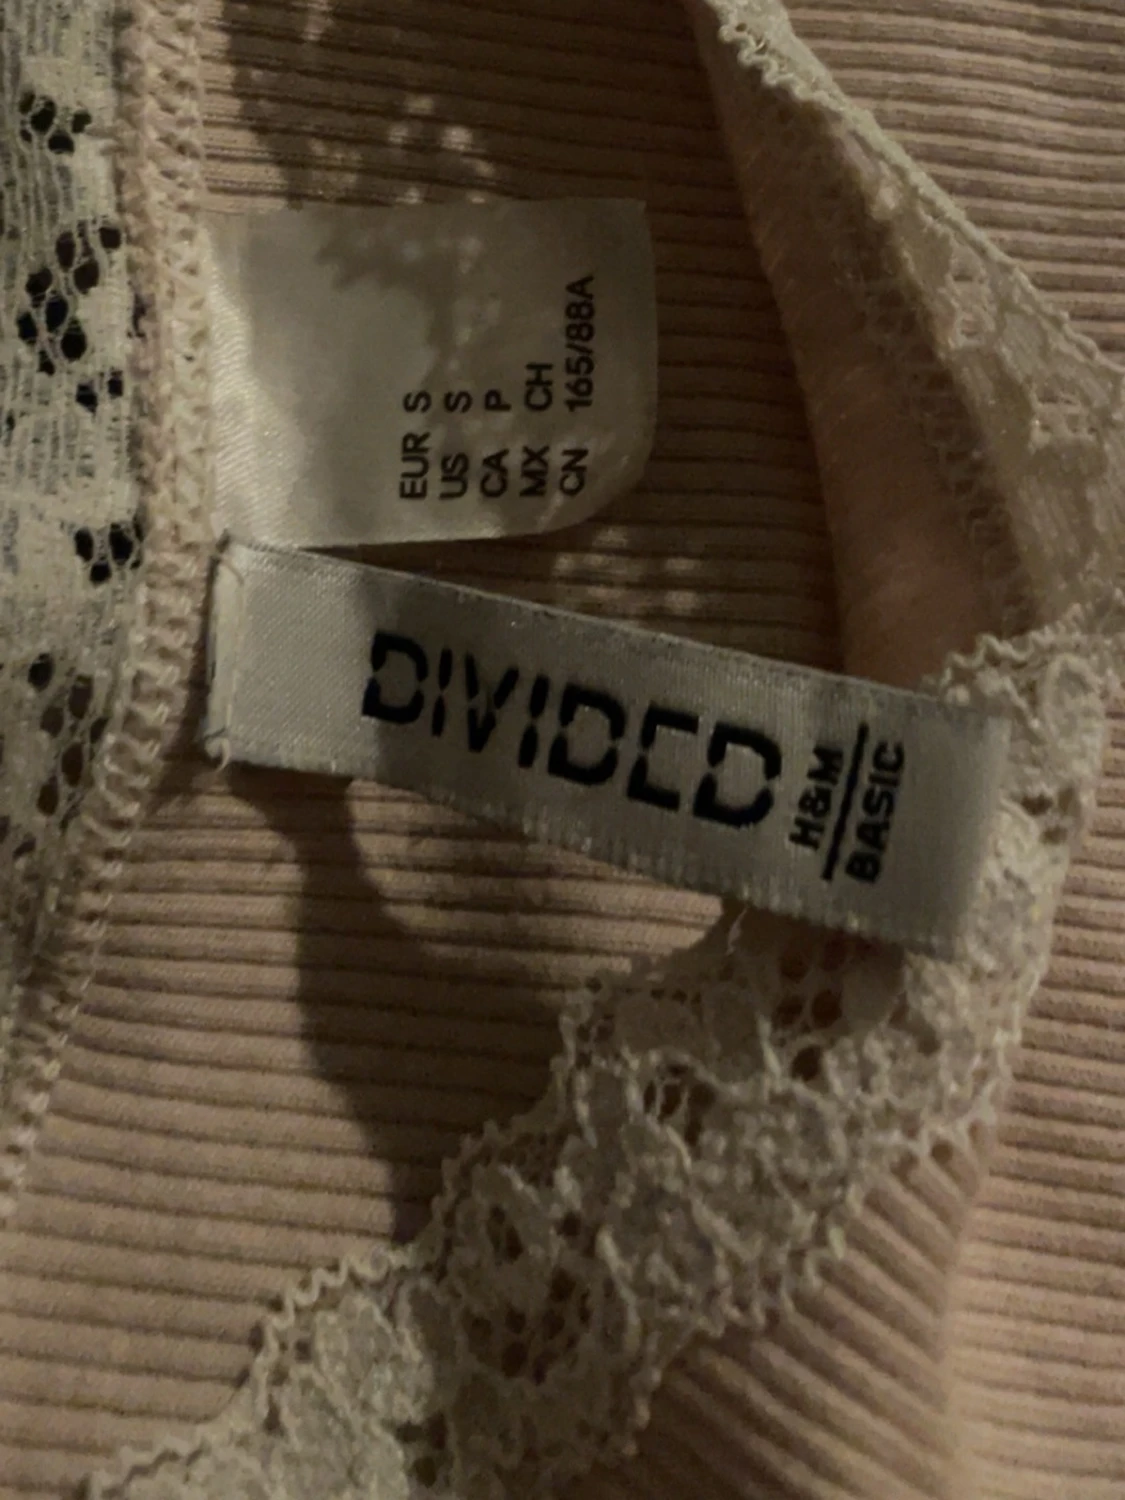 EUR S
US S
CA P
MX CH
CN 165/88A
DIVIDED
H&M
BASIC